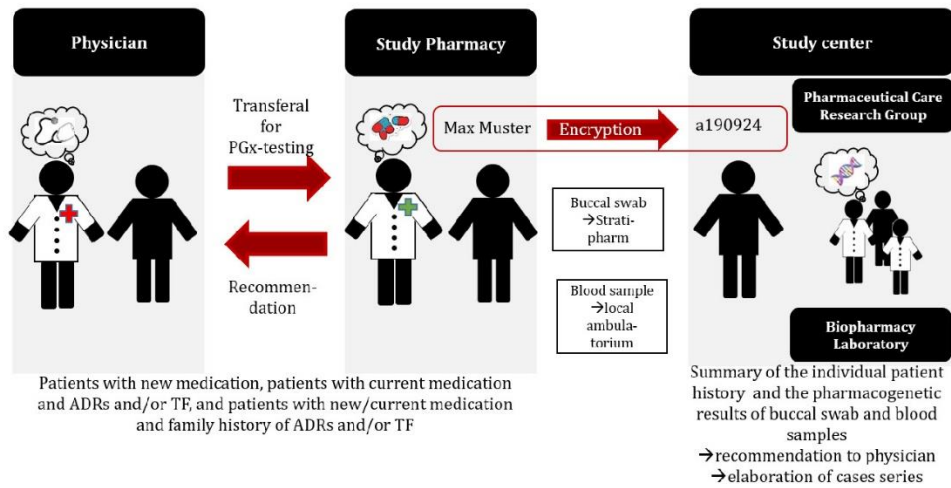 Physician
Study Pharmacy
Study center
Transferal
for
PGx-testing
Recommen-
dation
Max Muster
Encryption
a190924
Pharmaceutical Care
Research Group
Buccal swab
→Strati-
pharm
Blood sample
→local
ambula-
torium
Biopharmacy
Laboratory
Patients with new medication, patients with current medication
and ADRs and/or TF, and patients with new/current medication
and family history of ADRs and/or TF
Summary of the individual patient
history and the pharmacogenetic
results of buccal swab and blood
samples
→recommendation to physician
→elaboration of cases series